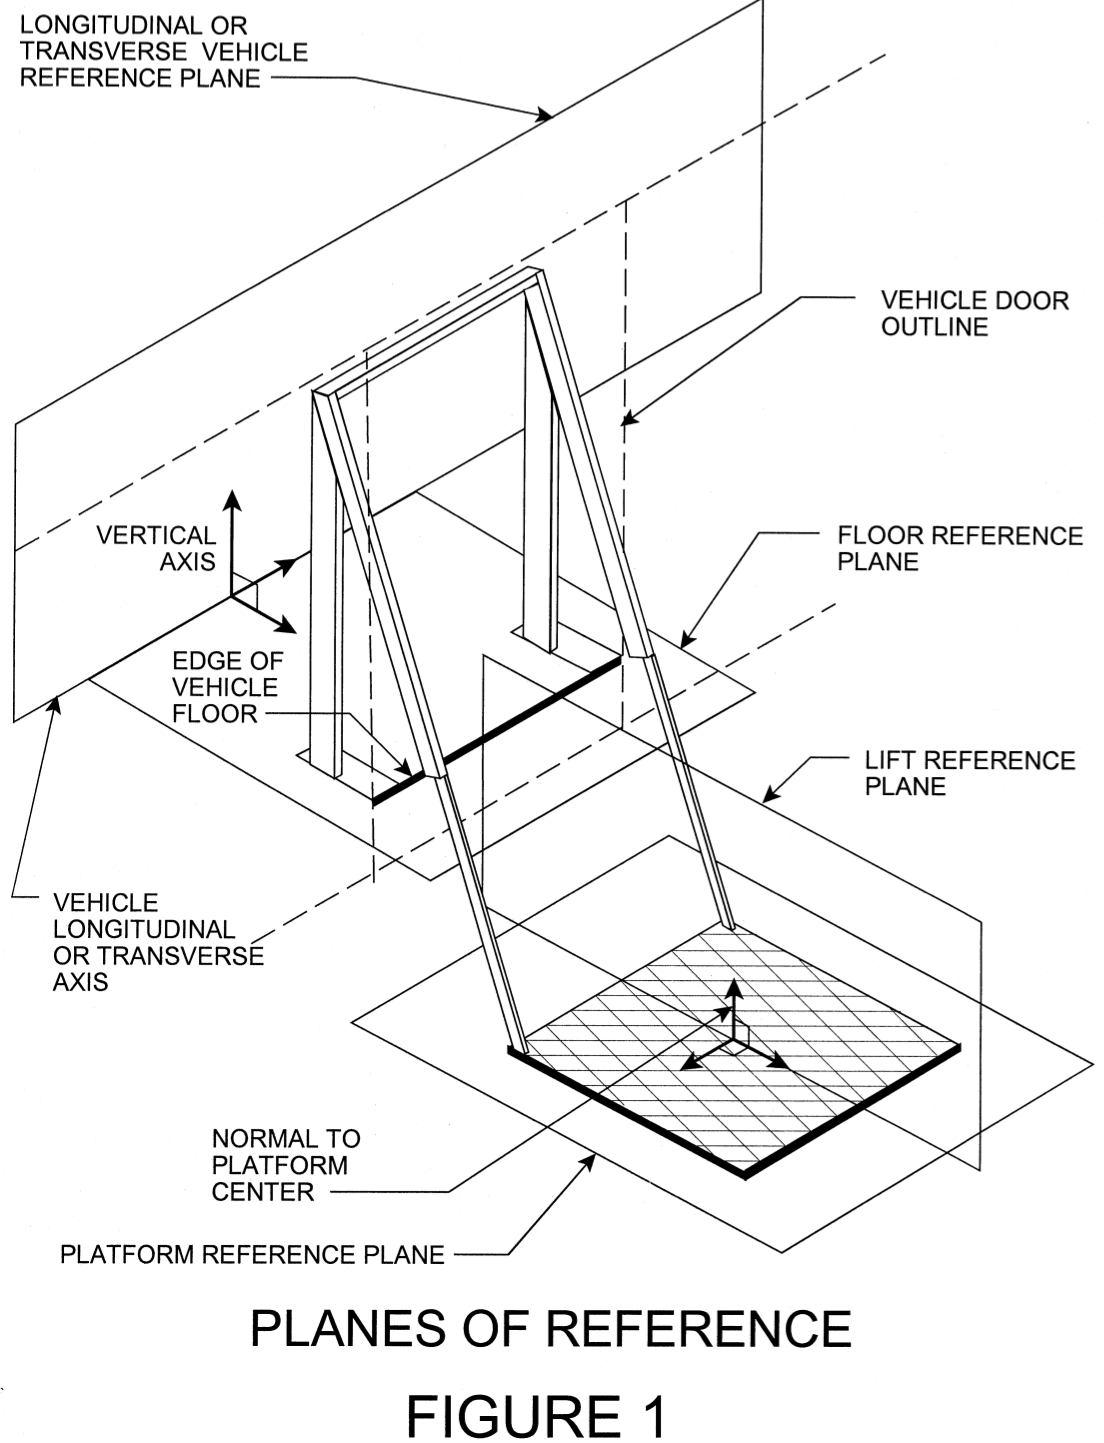 LONGITUDINAL OR
TRANSVERSE VEHICLE
REFERENCE PLANE
VEHICLE DOOR
OUTLINE
VERTICAL
AXIS
FLOOR REFERENCE
PLANE
EDGE OF
VEHICLE
FLOOR
LIFT REFERENCE
PLANE
VEHICLE
LONGITUDINAL
OR TRANSVERSE
AXIS
NORMAL TO
PLATFORM
CENTER
PLATFORM REFERENCE PLANE
PLANES OF REFERENCE
FIGURE 1